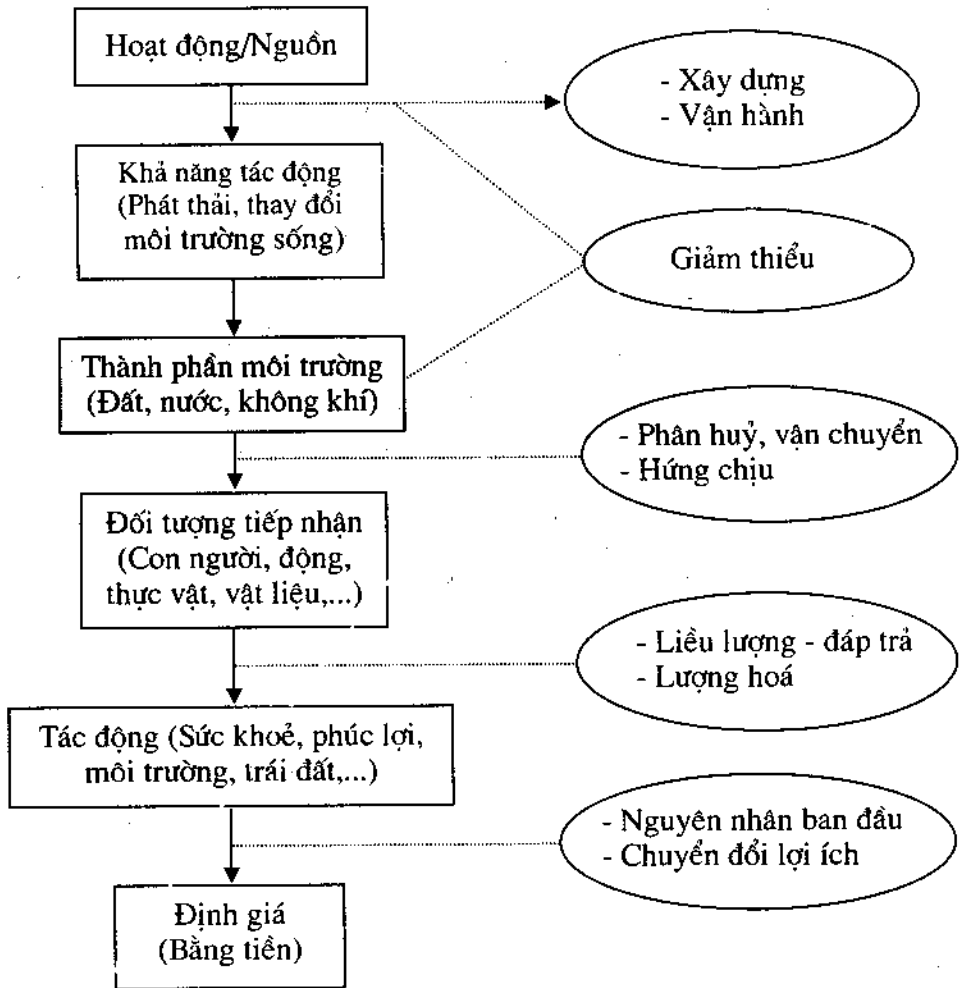 Hoạt động/Nguồn
- Xây dựng
- Vận hành
Khả năng tác động
(Phát thải, thay đổi
môi trường sống)
Giảm thiểu
Thành phần môi trường
(Đất, nước, không khí)
- Phân huỷ, vận chuyển
- Hứng chịu
Đối tượng tiếp nhận
(Con người, động,
thực vật, vật liệu,...)
- Liều lượng - đáp trả
- Lượng hoá
Tác động (Sức khoẻ, phúc lợi,
môi trường, trái đất,...)
- Nguyên nhân ban đầu
- Chuyển đổi lợi ích
Định giá
(Bằng tiền)